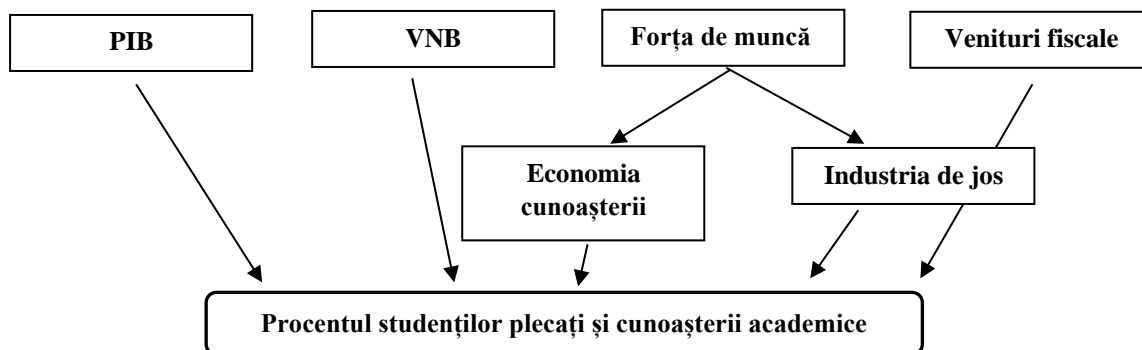 PIB
VNB
Forța de muncă
Venituri fiscale
Economia
cunoașterii
Industria de jos
Procentul studenților plecați și cunoașterii academice